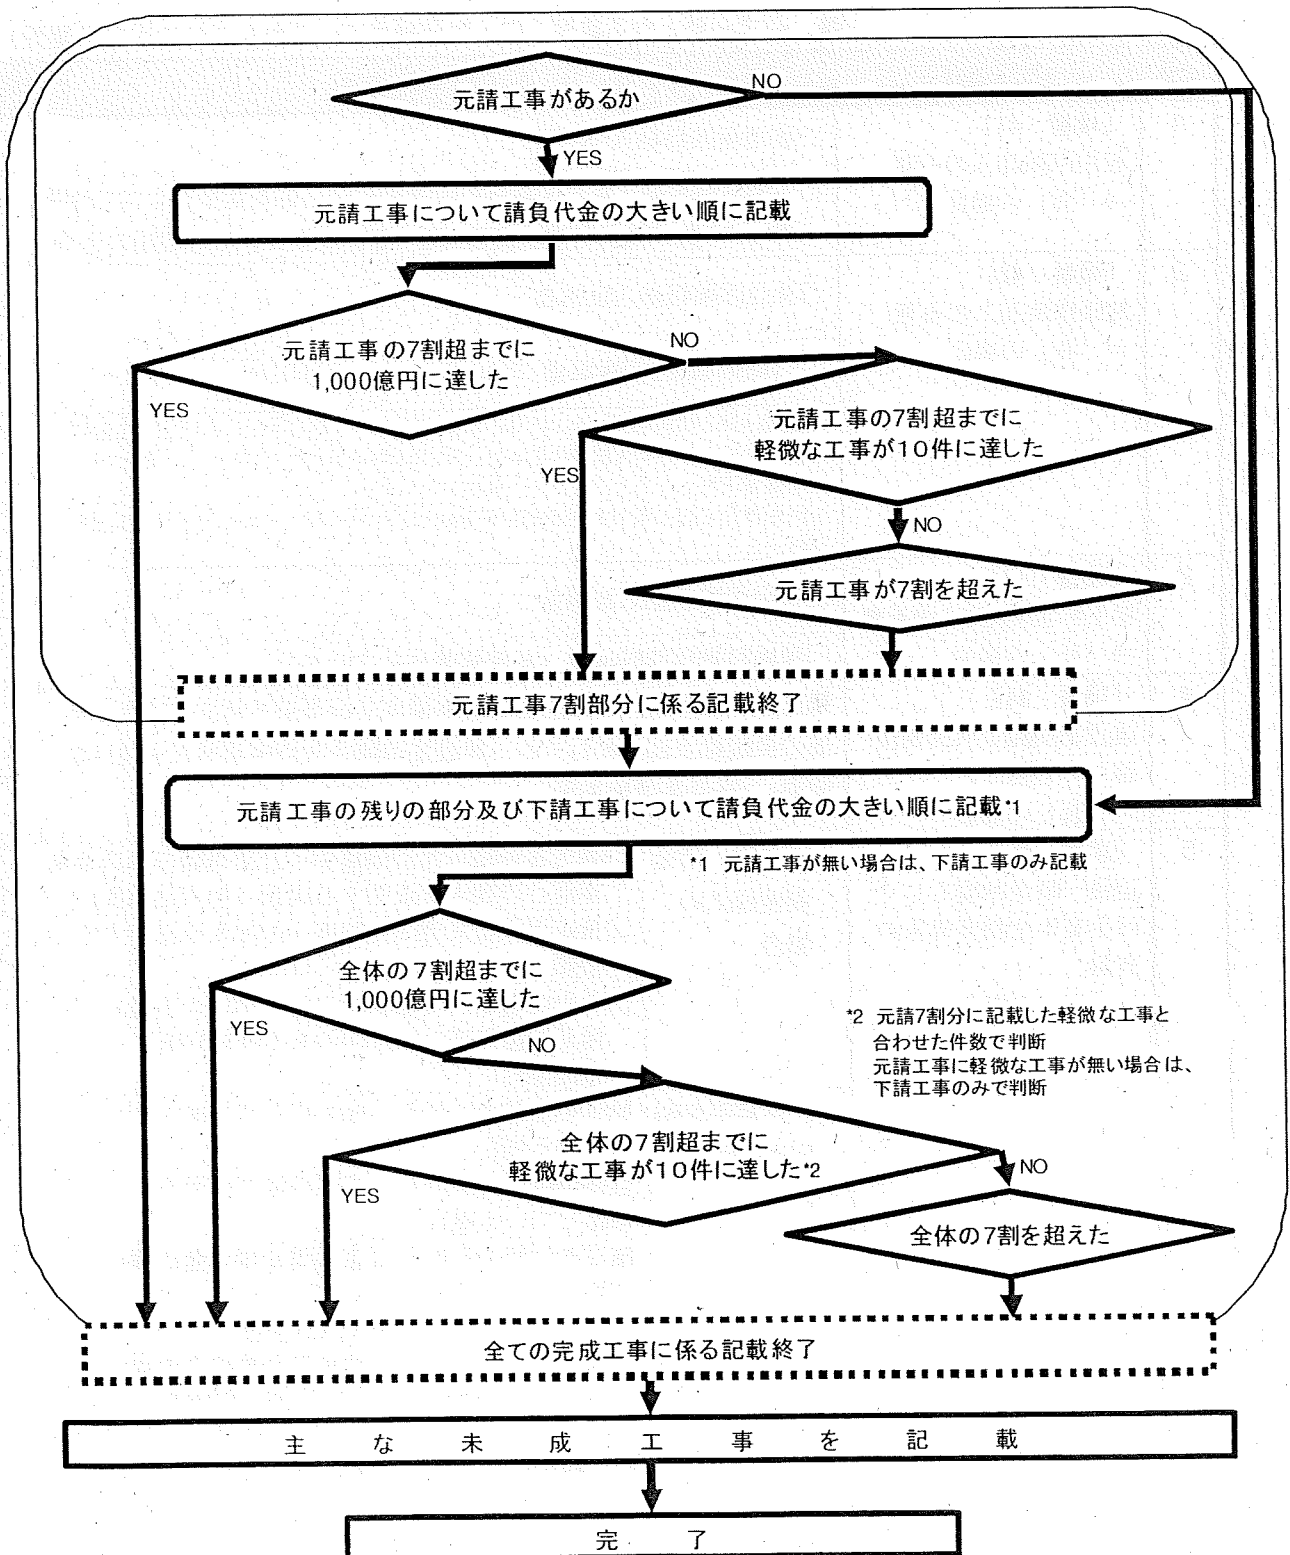 元請工事があるか
NO
YES
元請工事について請負代金の大きい順に記載
元請工事の7割超までに
1,000億円に達した
NO
YES
元請工事の7割超までに
軽微な工事が10件に達した
YES
NO
元請工事が7割を超えた
元請工事7割部分に係る記載終了
元請工事の残りの部分及び下請工事について請負代金の大きい順に記載*1
*1 元請工事が無い場合は、下請工事のみ記載
全体の7割超までに
1,000億円に達した
YES
NO
*2 元請7割分に記載した軽微な工事と
合わせた件数で判断
元請工事に軽微な工事が無い場合は、
下請工事のみで判断
全体の7割超までに
軽微な工事が10件に達した*2
YES
NO
全体の7割を超えた
全ての完成工事に係る記載終了
主な未成工事を記載
完了